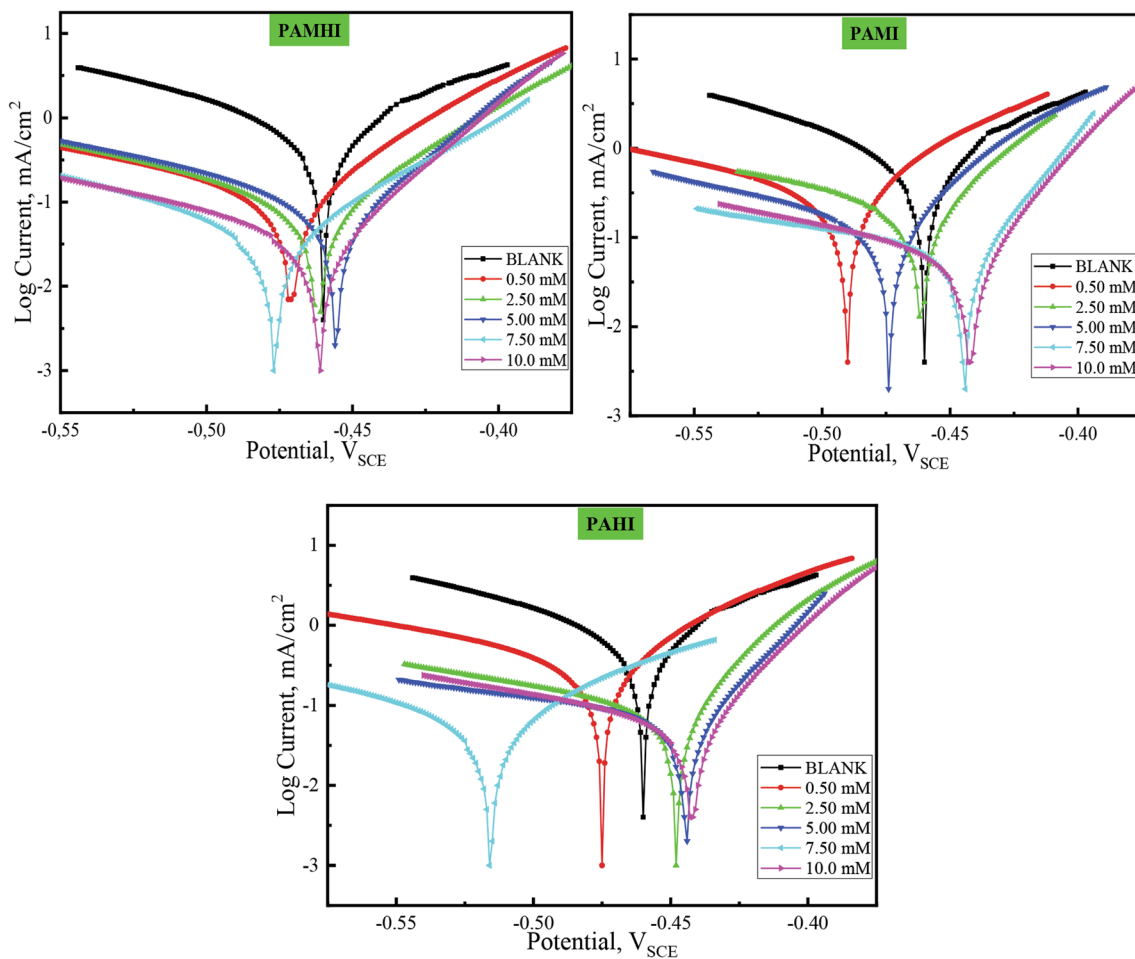 PAMHI
1
0
-1
-2
-3
Log Current, mA/cm²
BLANK
0.50 mM
2.50 mM
5.00 mM
7.50 mM
10.0 mM
-0,55
-0,50
-0,45
-0,40
Potential, V_SCE
PAMI
1
0
-1
-2
-3
Log Current, mA/cm²
BLANK
0.50 mM
2.50 mM
5.00 mM
7.50 mM
10.0 mM
-0.55
-0.50
-0.45
-0.40
Potential, V_SCE
PAHI
1
0
-1
-2
-3
Log Current, mA/cm²
BLANK
0.50 mM
2.50 mM
5.00 mM
7.50 mM
10.0 mM
-0.55
-0.50
-0.45
-0.40
Potential, V_SCE